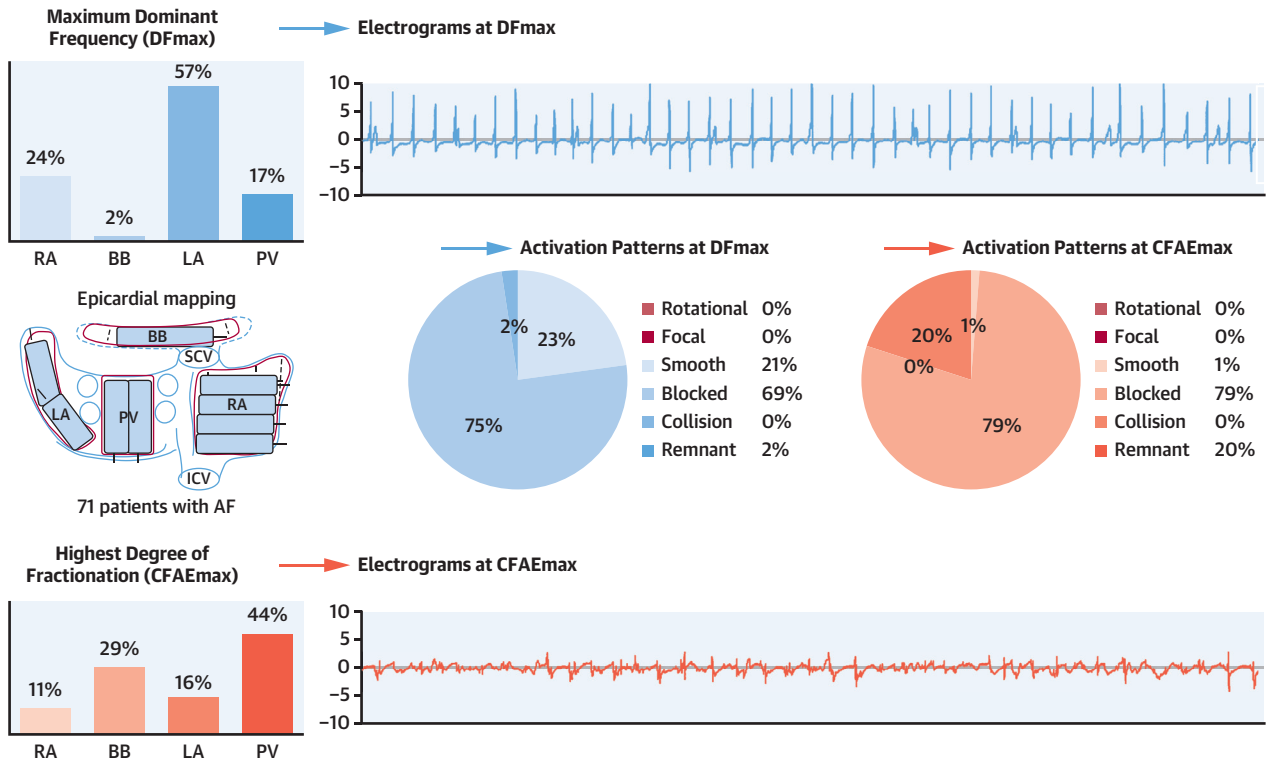 Maximum Dominant
Frequency (DFmax)
Electrograms at DFmax
57%
24%
17%
2%
RA BB LA PV
10
5
0
−5
−10
Epicardial mapping
BB
SCV
LA
PV
RA
ICV
71 patients with AF
Activation Patterns at DFmax
2%
23%
75%
Rotational 0%
Focal 0%
Smooth 21%
Blocked 69%
Collision 0%
Remnant 2%
Activation Patterns at CFAEmax
20%
1%
0%
79%
Rotational 0%
Focal 0%
Smooth 1%
Blocked 79%
Collision 0%
Remnant 20%
Highest Degree of
Fractionation (CFAEmax)
Electrograms at CFAEmax
44%
29%
16%
11%
RA BB LA PV
10
5
0
−5
−10